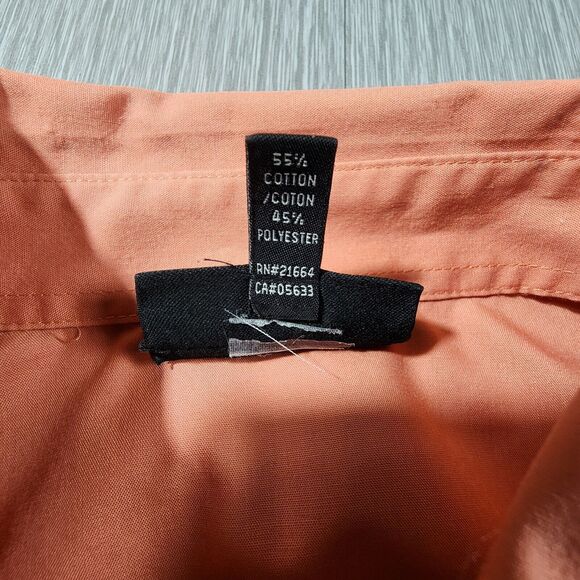 55%
COTTON
/COTON
45%
POLYESTER
RN#21664
CA#05633